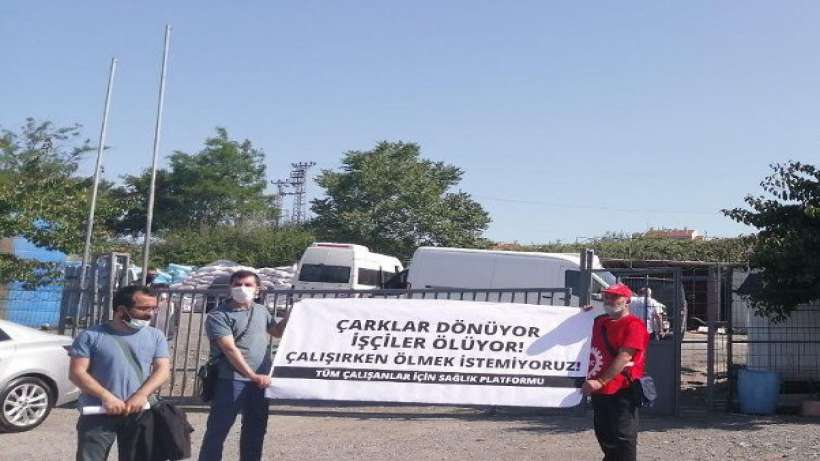 ÇARKLAR DÖNÜYOR
İŞÇİLER ÖLÜYOR!
ÇALIŞIRKEN ÖLMEK İSTEMİYORUZ!
TÜM ÇALIŞANLAR İÇİN SAĞLIK PLATFORMU